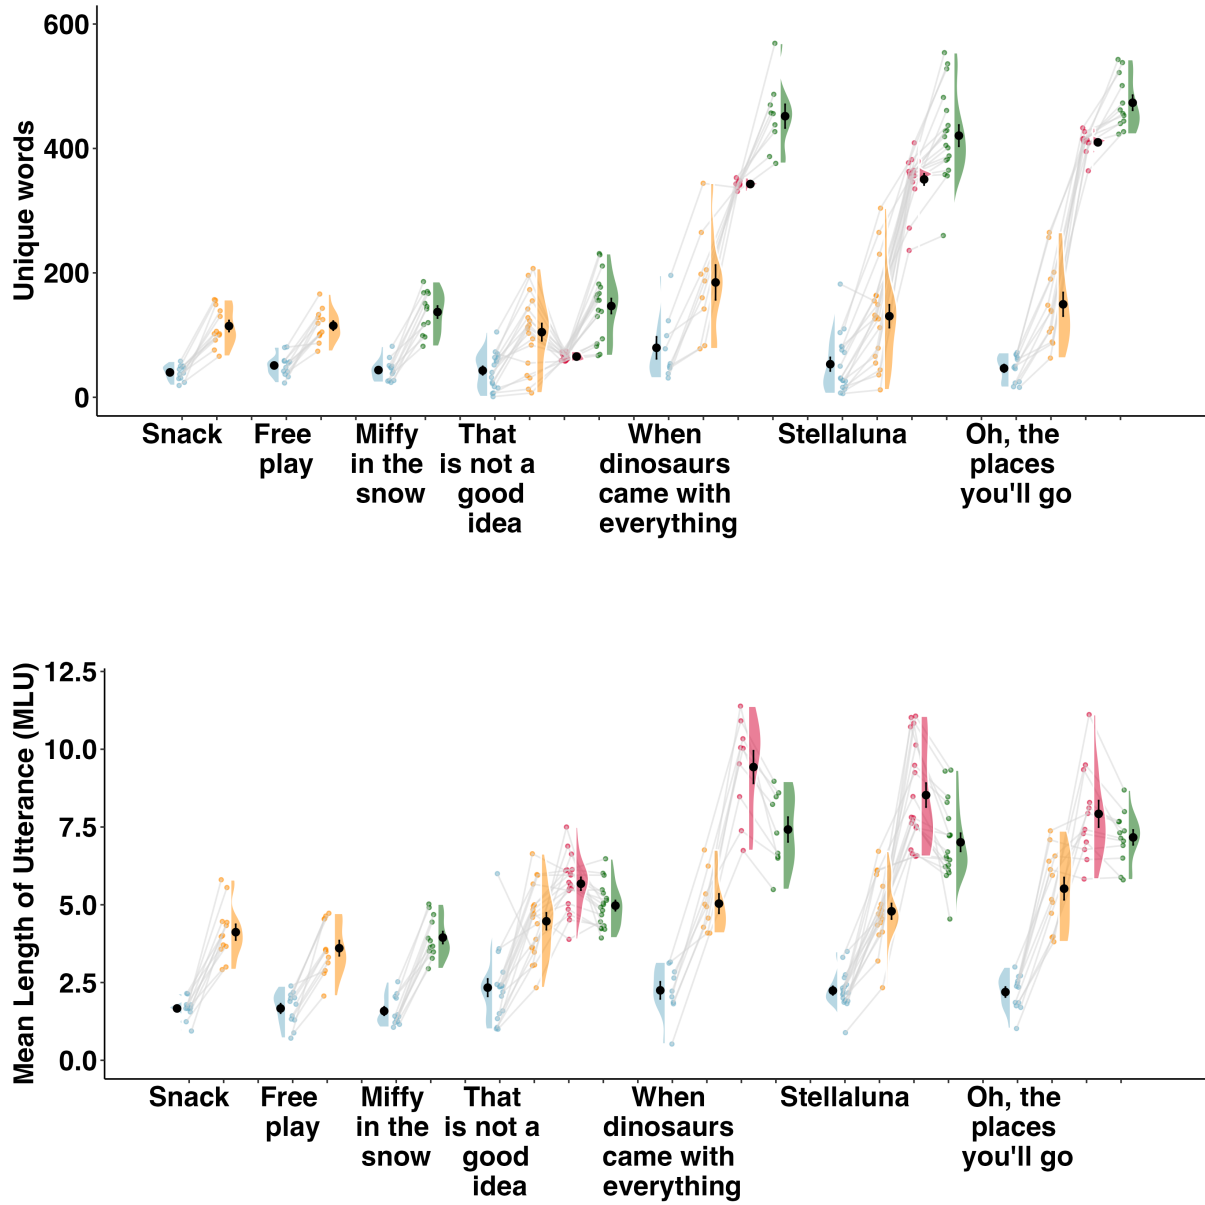 Unique words
600
400
200
0
Snack Free Miffy That When Stellaluna Oh, the
play in the is not a dinosaurs places
snow good came with you'll go
idea everything
Mean Length of Utterance (MLU)
12.5
10.0
7.5
5.0
2.5
0.0
Snack Free Miffy That When Stellaluna Oh, the
play in the is not a dinosaurs places
snow good came with you'll go
idea everything